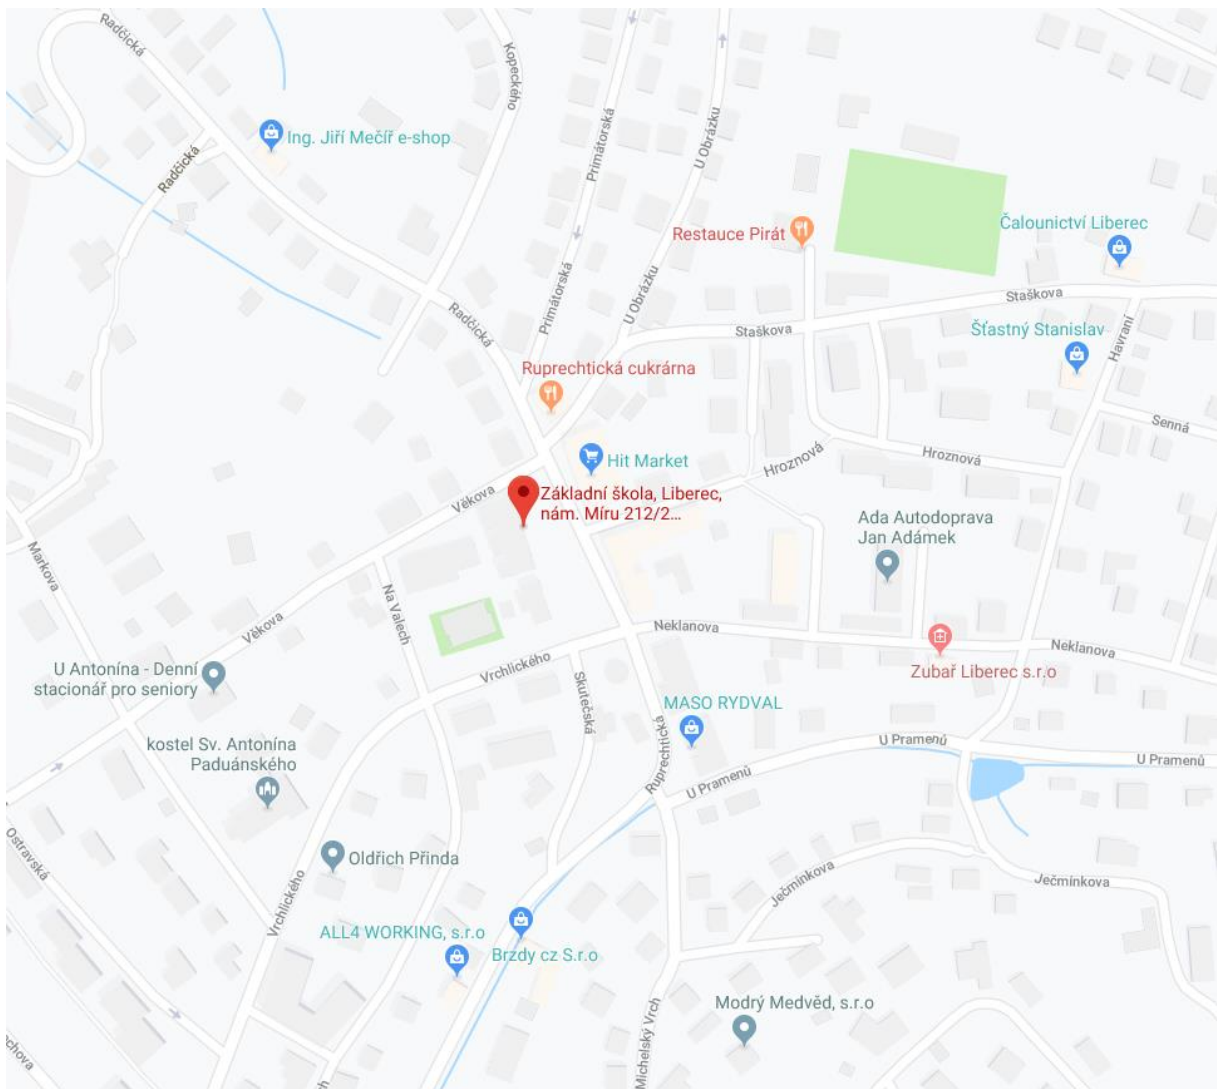 Radčická
Kopeckého
Primátorská
U Obrázku
Ing. Jiří Mečíř e-shop
Radčická
Restauce Pirát
Čalounictví Liberec
Primátorská
U Obrázku
Radčická
Staškova
Staškova
Šťastný Stanislav
Havraní
Ruprechtická cukrárna
Senná
Hroznová
Hroznová
Hit Market
Věkova
Základní škola, Liberec,
nám. Míru 212/2...
Ada Autodoprava
Jan Adámek
Markova
Na Valech
Věkova
Neklanova
Neklanova
Vrchlického
U Antonína - Denní
stacionář pro seniory
Zubař Liberec s.r.o
Skutečská
MASO RYDVAL
kostel Sv. Antonína
Paduánského
Ruprechtická
U Pramenů
U Pramenů
U Pramenů
Ostravská
Oldřich Přinda
Ječmínkova
Ječmínkova
Vrchlického
ALL4 WORKING, s.r.o
Brzdy cz S.r.o
Modrý Medvěd, s.r.o
Michelský Vrch